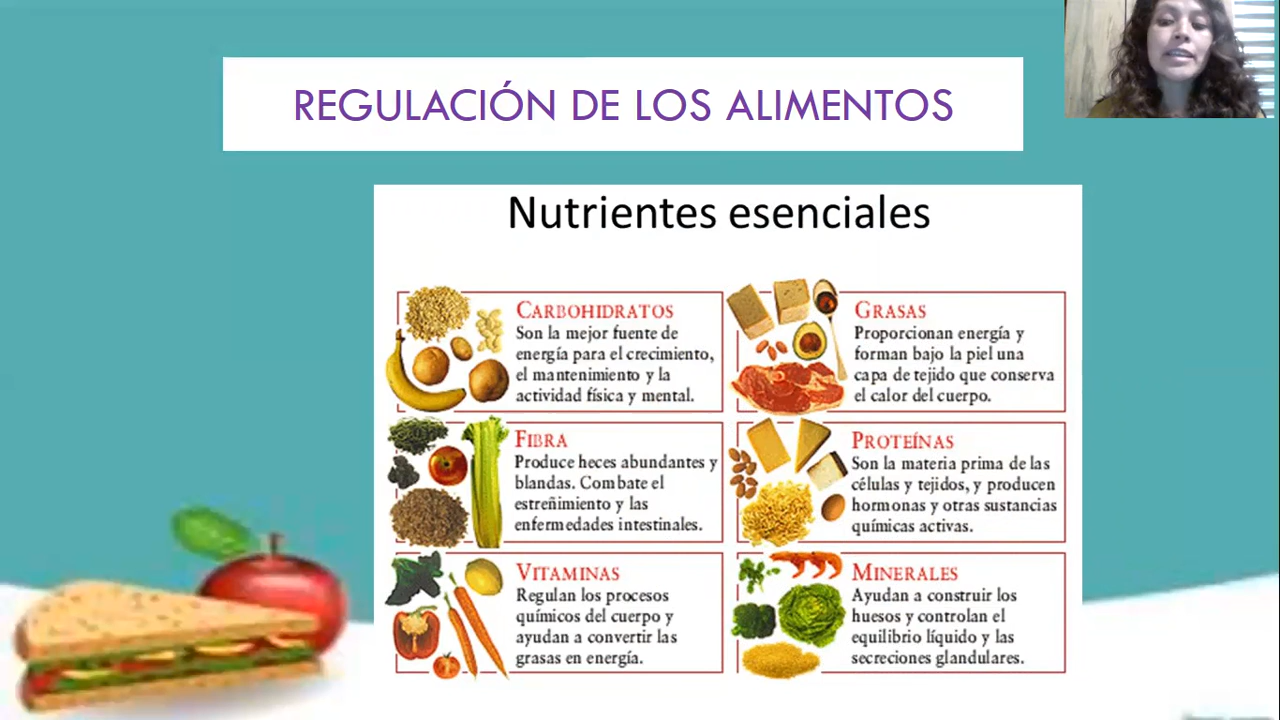 REGULACIÓN DE LOS ALIMENTOS
Nutrientes esenciales
CARBOHIDRATOS
Son la mejor fuente de
energía para el crecimiento,
el mantenimiento y la
actividad física y mental.
GRASAS
Proporcionan energía y
forman bajo la piel una
capa de tejido que conserva
el calor del cuerpo.
FIBRA
Produce heces abundantes y
blandas. Combate el
estreñimiento y las
enfermedades intestinales.
PROTEÍNAS
Son la materia prima de las
células y tejidos, y producen
hormonas y otras sustancias
químicas activas.
VITAMINAS
Regulan los procesos
químicos del cuerpo y
ayudan a convertir las
grasas en energía.
MINERALES
Ayudan a construir los
huesos y controlan el
equilibrio líquido y las
secreciones glandulares.